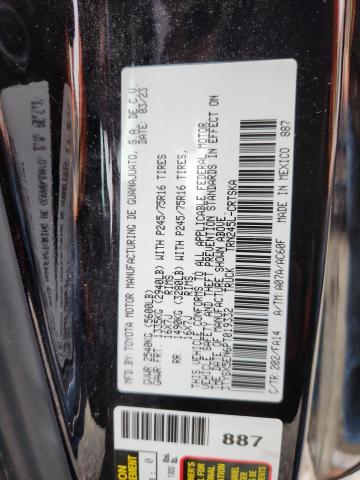 MFD BY: TOYOTA MOTOR MANUFACTURING DE GUANAJUATO, S.A. DE C.V.
DATE: 03/23
GVWR: 2540KG (5600LB)
GAWR: FRT. 1335KG (2940LB) WITH P245/75R16 TIRES
16X7J RIMS,
RR. 1490KG (3280LB) WITH P245/75R16 TIRES,
16X7J RIMS,
THIS VEHICLE CONFORMS TO ALL APPLICABLE FEDERAL MOTOR
VEHICLE SAFETY AND THEFT PREVENTION STANDARDS IN EFFECT ON
THE DATE OF MANUFACTURE SHOWN ABOVE.
TRUCK
TRN245L-CRTSKA
C/TR: 202/FA14
A/TM: A07A/AC60F
MADE IN MEXICO 887
887
lbs.